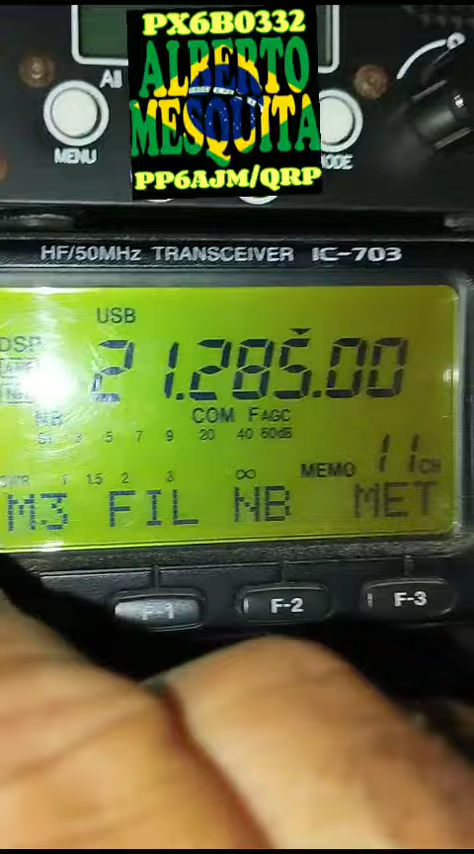 PX6B0332
ALBERTO
MESQUITA
PP6AJM/QRP
MENU
HF/50MHz TRANSCEIVER IC-703
USB
DSP
21.285.00
NB
COM FAGC
S1 3 5 7 9 20 40 60dB
1 1.5 2 3 ∞ MEMO 11CH
M3 FIL NB MET
F-1 F-2 F-3